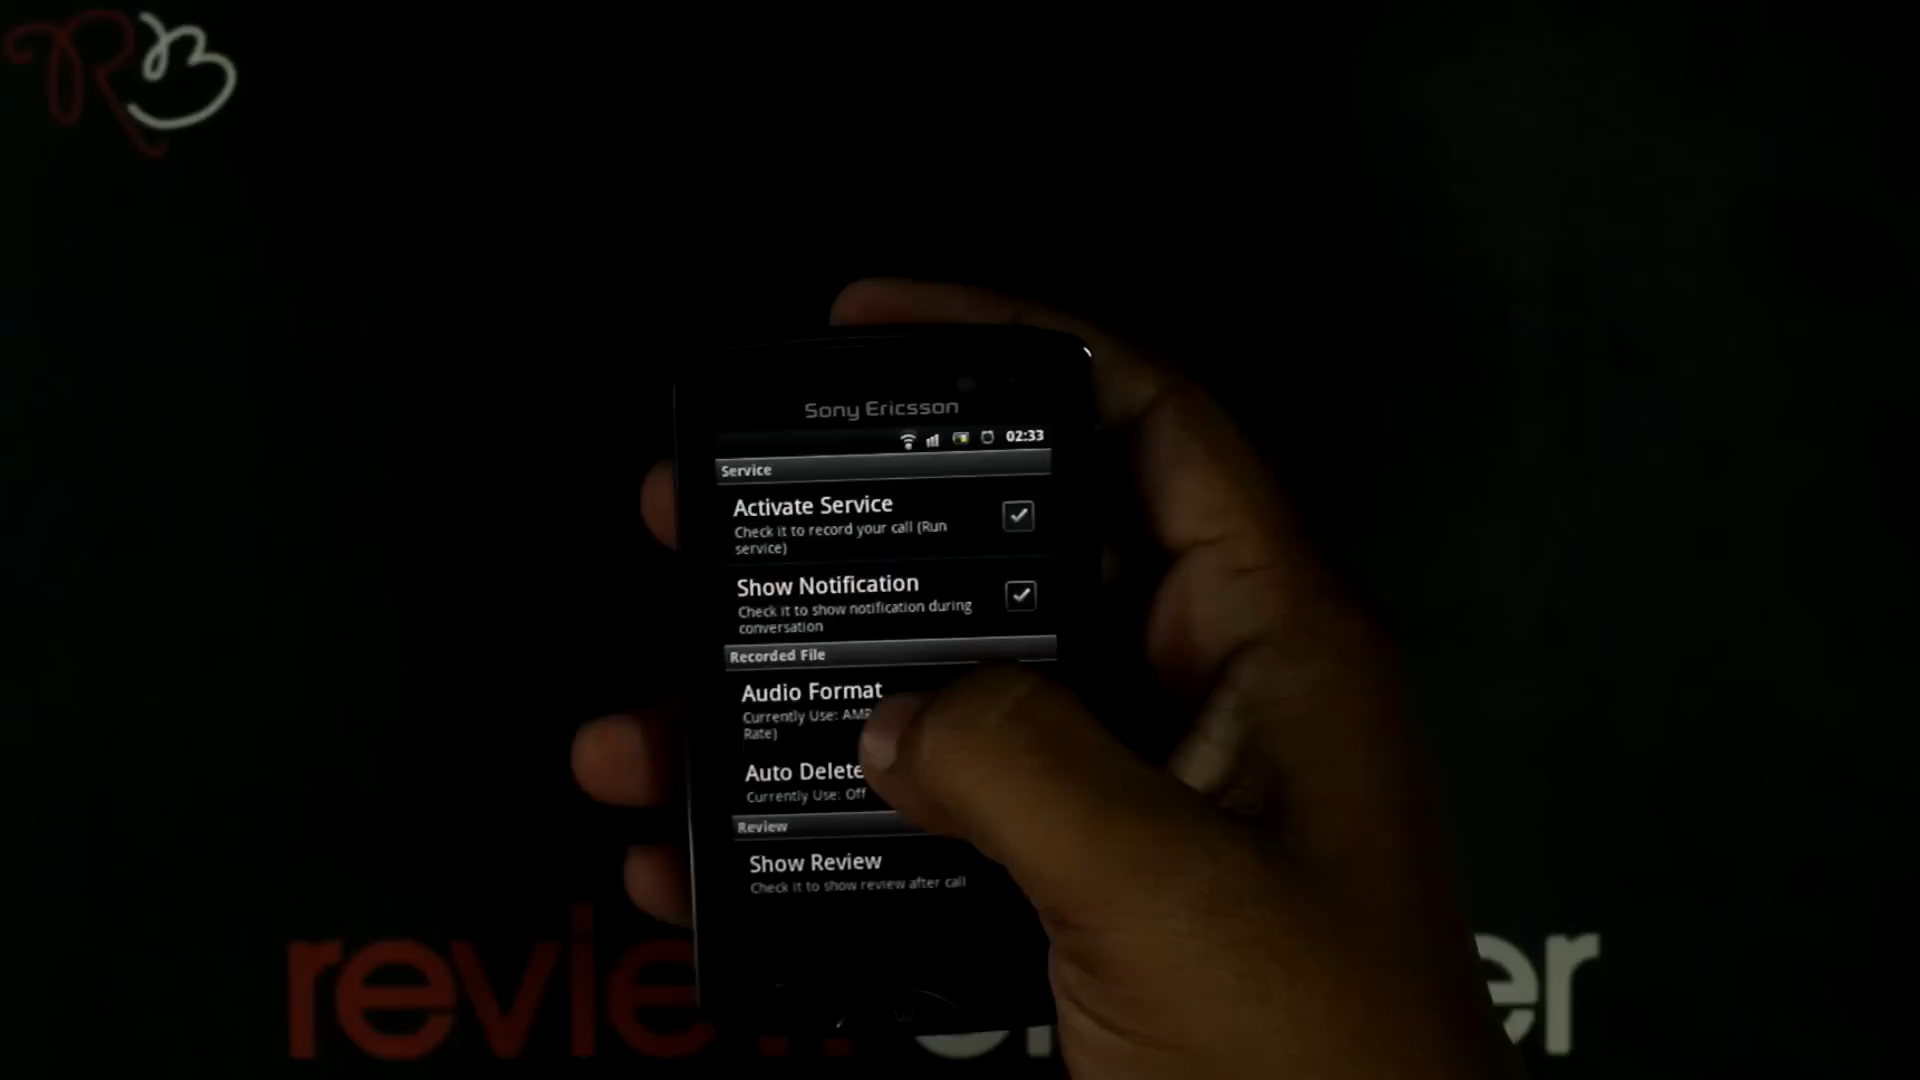 RB
Sony Ericsson
02:33
Service
Activate Service
Check it to record your call (Run
service)
Show Notification
Check it to show notification during
conversation
Recorded File
Audio Format
Currently Use:
Rate)
Auto Delete
Currently Use: Off
Review
Show Review
Check it to show review after call